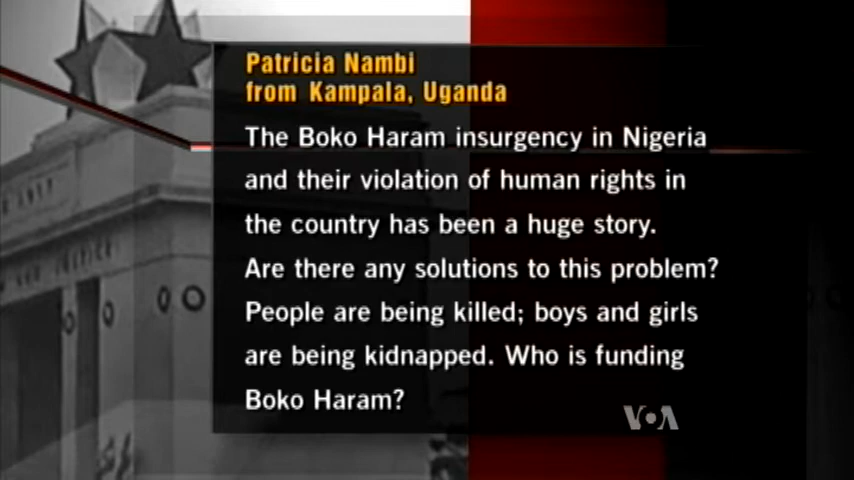 Patricia Nambi
from Kampala, Uganda
The Boko Haram insurgency in Nigeria
and their violation of human rights in
the country has been a huge story.
Are there any solutions to this problem?
People are being killed; boys and girls
are being kidnapped. Who is funding
Boko Haram?
VOA